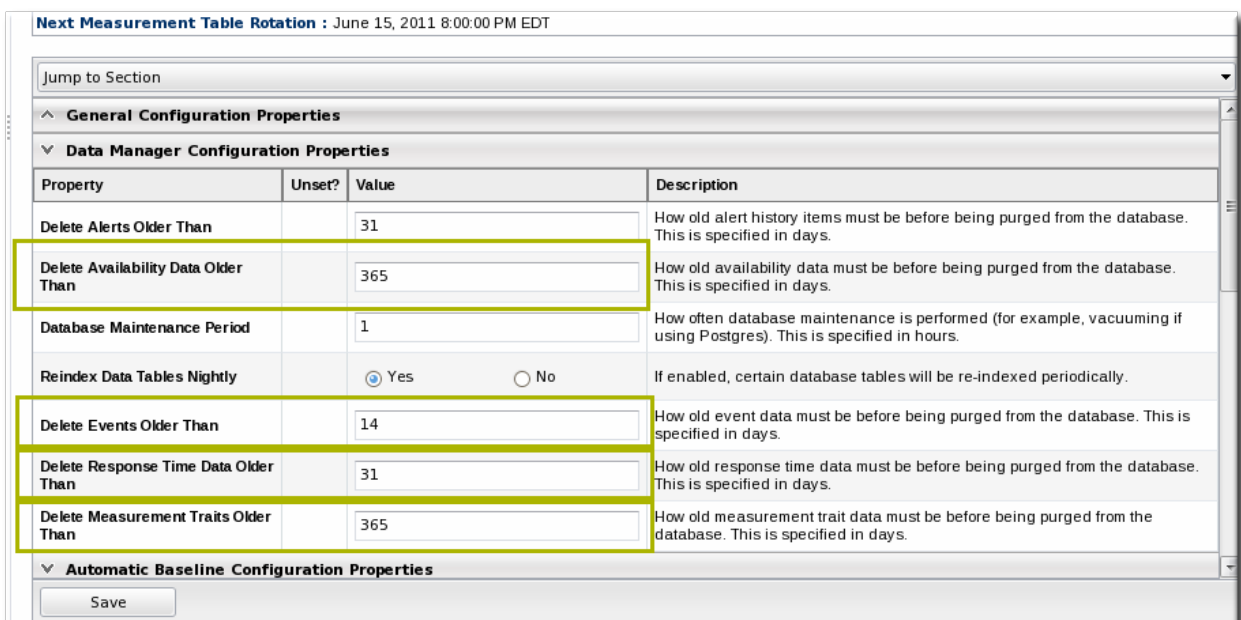 Next Measurement Table Rotation : June 15, 2011 8:00:00 PM EDT
Jump to Section
General Configuration Properties
Data Manager Configuration Properties
Property Unset? Value Description
Delete Alerts Older Than 31 How old alert history items must be before being purged from the database.
This is specified in days.
Delete Availability Data Older
Than 365 How old availability data must be before being purged from the database.
This is specified in days.
Database Maintenance Period 1 How often database maintenance is performed (for example, vacuuming if
using Postgres). This is specified in hours.
Reindex Data Tables Nightly Yes No If enabled, certain database tables will be re-indexed periodically.
Delete Events Older Than 14 How old event data must be before being purged from the database. This is
specified in days.
Delete Response Time Data Older
Than 31 How old response time data must be before being purged from the database.
This is specified in days.
Delete Measurement Traits Older
Than 365 How old measurement trait data must be before being purged from the
database. This is specified in days.
Automatic Baseline Configuration Properties
Save